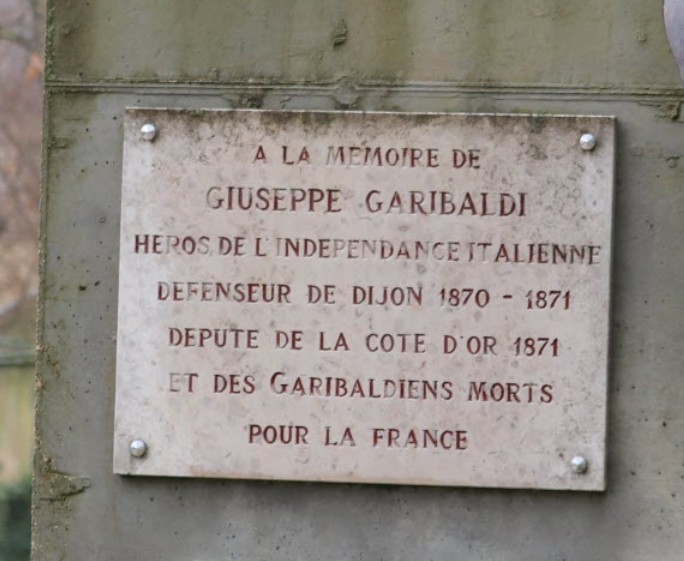 A LA MEMOIRE DE
GIUSEPPE GARIBALDI
HEROS DE L'INDEPENDANCE ITALIENNE
DEFENSEUR DE DIJON 1870 - 1871
DEPUTE DE LA COTE D'OR 1871
ET DES GARIBALDIENS MORTS
POUR LA FRANCE